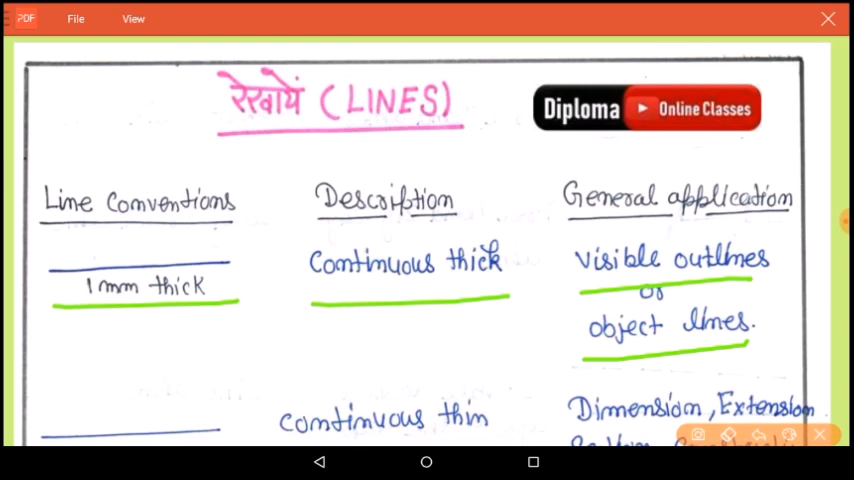 PDF File View
रेखायें (LINES)
Diploma Online Classes
Line Conventions Description General application
1mm thick Continuous thick Visible outlines
or
object lines.
Continuous thin Dimension, Extension